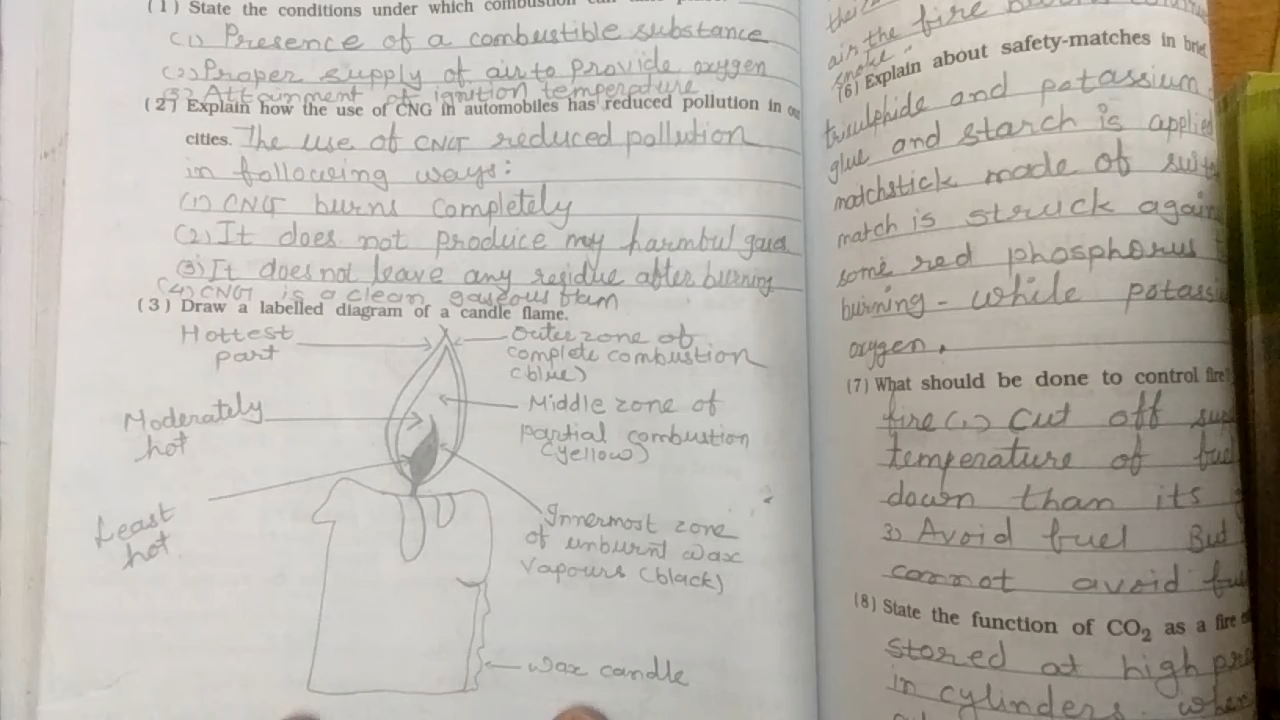 (1) State the conditions under which combustion can
(1) Presence of a combustible substance
(2) Proper supply of air to provide oxygen
(3) Attainment of ignition temperature
(2) Explain how the use of CNG in automobiles has reduced pollution in our
cities. The use of CNG reduced pollution
in following ways:
(1) CNG burns completely
(2) It does not produce my harmbul
(3) It does not leave any residue after burning
(4) CNG is a clean gaseous
(3) Draw a labelled diagram of a candle flame.
Hottest
part
Outer zone of
complete combustion
(blue)
Moderately
hot
Middle zone of
partial combustion
(yellow)
Least
hot
Innermost zone
of unburnt wax
vapours (black)
wax candle
air the fire
smoke"
(6) Explain about safety-matches in brief
trisulphide and potassium
glue and starch is applied
matchstick made of
match is struck again
some red phosphorus
burning - while potassi
oxygen.
(7) What should be done to control fire
fire (1) Cut off sup
temperature of fuel
down than its
3) Avoid fuel But
cannot avoid fu
(8) State the function of CO₂ as a fire
stored at high pre
in cylinders. when